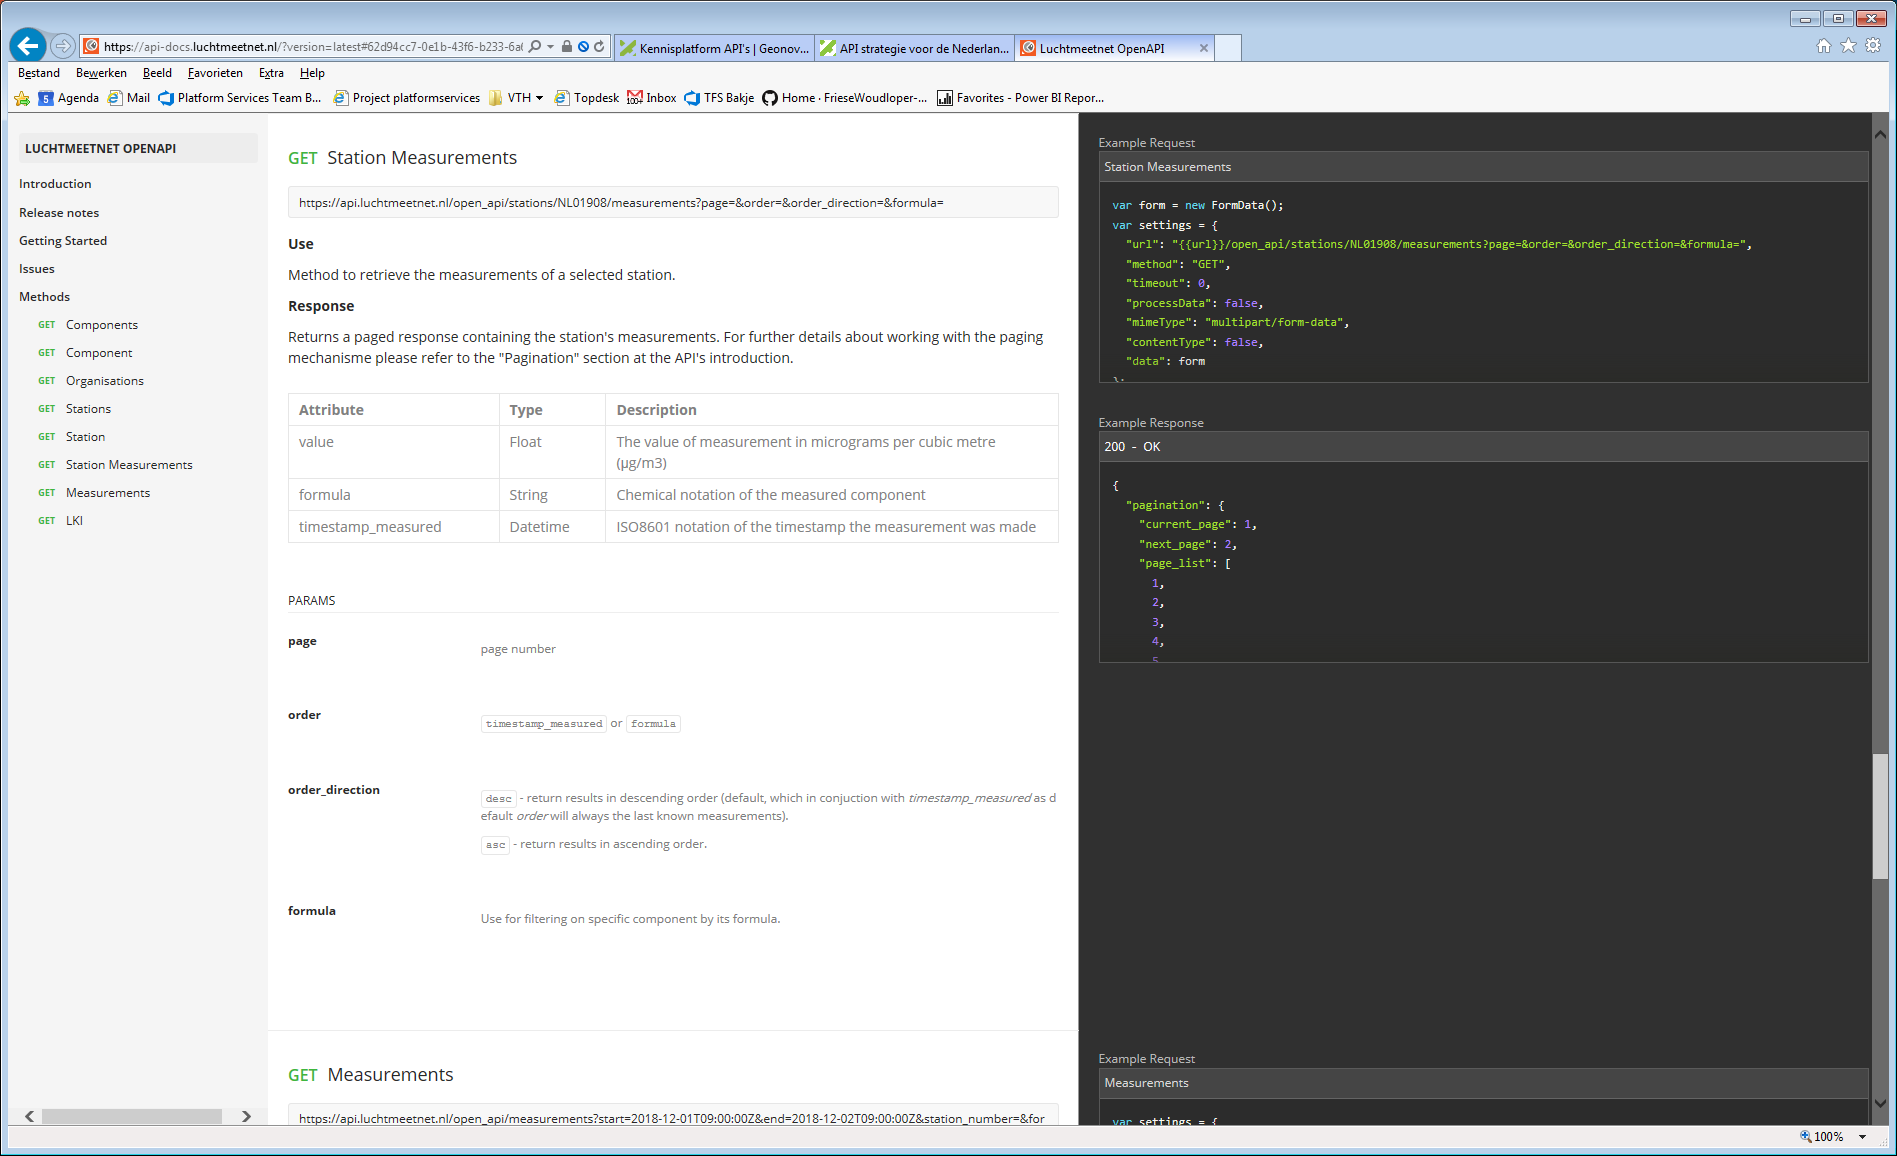 https://api-docs.luchtmeetnet.nl/?version=latest#62d94cc7-0e1b-43f6-b233-6a
Kennisplatform API's | Geonov...
API strategie voor de Nederlan...
Luchtmeetnet OpenAPI
Bestand Bewerken Beeld Favorieten Extra Help
5 Agenda Mail Platform Services Team B... Project platformservices VTH Topdesk 100+ Inbox TFS Bakje Home · FrieseWoudloper-... Favorites - Power BI Repor...
LUCHTMEETNET OPENAPI
Introduction
Release notes
Getting Started
Issues
Methods
GET Components
GET Component
GET Organisations
GET Stations
GET Station
GET Station Measurements
GET Measurements
GET LKI
GET Station Measurements
https://api.luchtmeetnet.nl/open_api/stations/NL01908/measurements?page=&order=&order_direction=&formula=
Use
Method to retrieve the measurements of a selected station.
Response
Returns a paged response containing the station's measurements. For further details about working with the paging
mechanisme please refer to the "Pagination" section at the API's introduction.
Attribute Type Description
value Float The value of measurement in micrograms per cubic metre
(µg/m3)
formula String Chemical notation of the measured component
timestamp_measured Datetime ISO8601 notation of the timestamp the measurement was made
PARAMS
page page number
order timestamp_measured or formula
order_direction
desc - return results in descending order (default, which in conjuction with timestamp_measured as d
efault order will always the last known measurements).
asc - return results in ascending order.
formula
Use for filtering on specific component by its formula.
GET Measurements
https://api.luchtmeetnet.nl/open_api/measurements?start=2018-12-01T09:00:00Z&end=2018-12-02T09:00:00Z&station_number=&for
Example Request
Station Measurements
var form = new FormData();
var settings = {
"url": "{{url}}/open_api/stations/NL01908/measurements?page=&order=&order_direction=&formula=",
"method": "GET",
"timeout": 0,
"processData": false,
"mimeType": "multipart/form-data",
"contentType": false,
"data": form
};
Example Response
200 - OK
{
"pagination": {
"current_page": 1,
"next_page": 2,
"page_list": [
1,
2,
3,
4,
5
Example Request
Measurements
var settings = {
100%